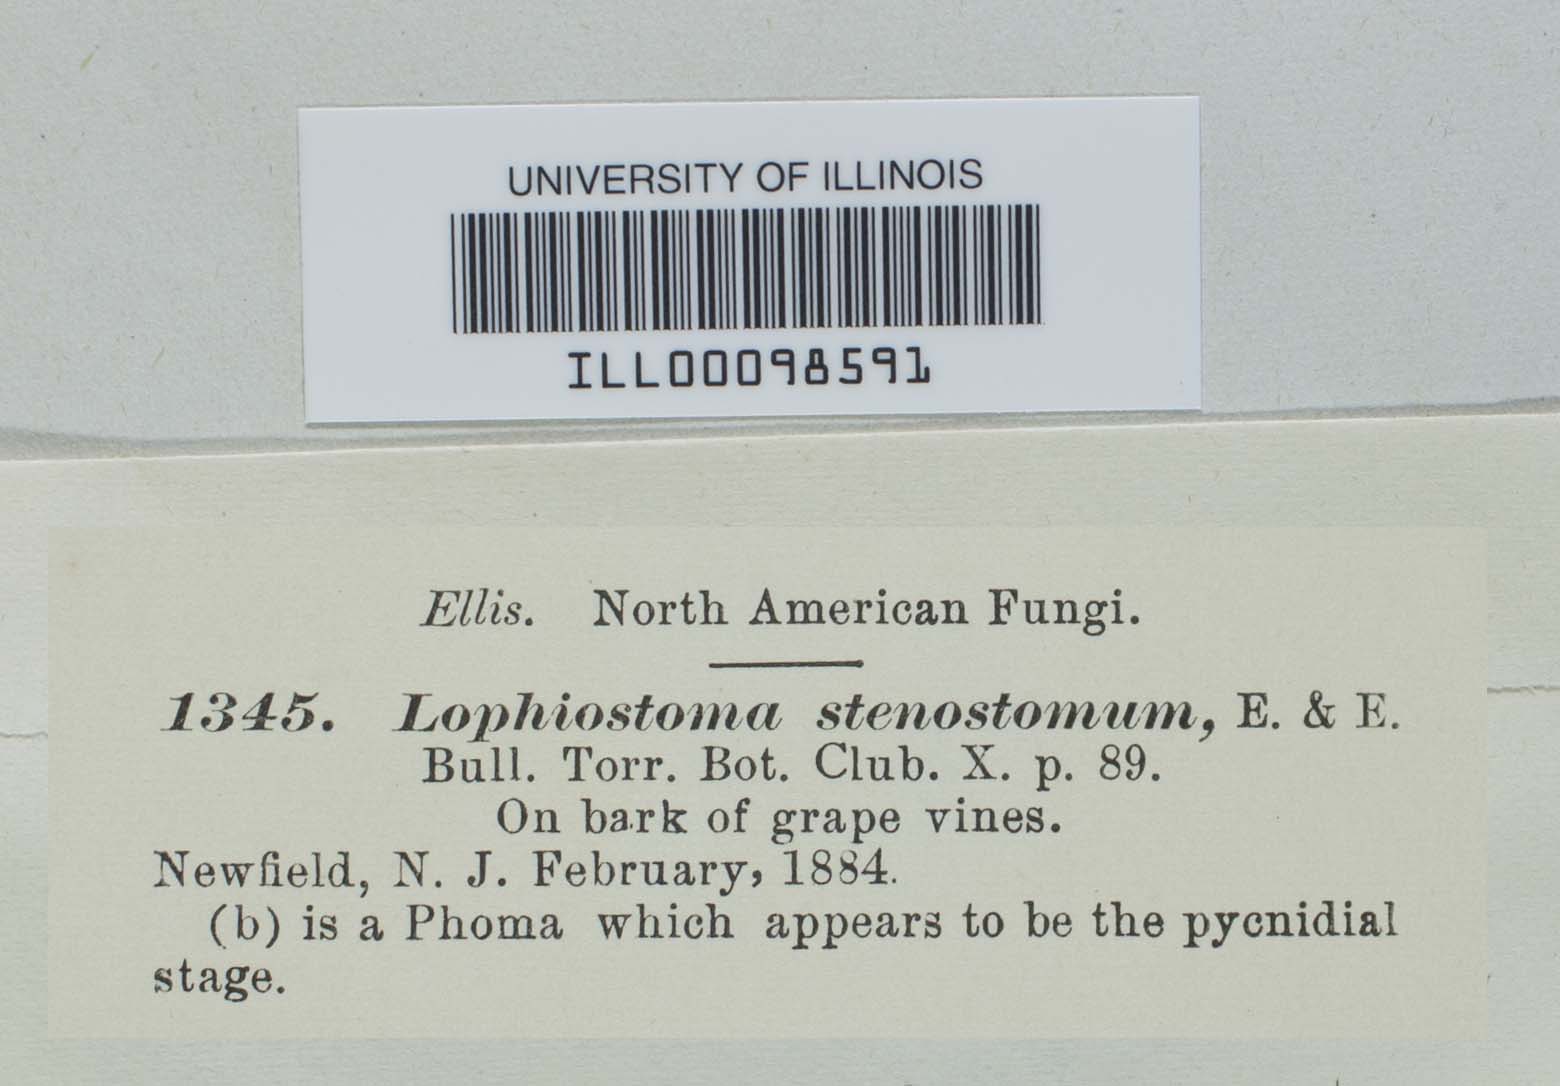 UNIVERSITY OF ILLINOIS
ILL00098591
Ellis. North American Fungi.
1345. Lophiostoma stenostomum, E. & E.
Bull. Torr. Bot. Club. X. p. 89.
On bark of grape vines.
Newfield, N. J. February, 1884.
(b) is a Phoma which appears to be the pycnidial
stage.